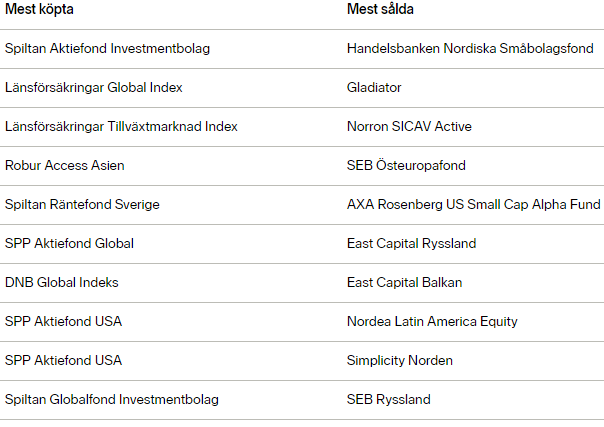 Mest köpta Mest sålda
Spiltan Aktiefond Investmentbolag Handelsbanken Nordiska Småbolagsfond
Länsförsäkringar Global Index Gladiator
Länsförsäkringar Tillväxtmarknad Index Norron SICAV Active
Robur Access Asien SEB Östeuropafond
Spiltan Räntefond Sverige AXA Rosenberg US Small Cap Alpha Fund
SPP Aktiefond Global East Capital Ryssland
DNB Global Indeks East Capital Balkan
SPP Aktiefond USA Nordea Latin America Equity
SPP Aktiefond USA Simplicity Norden
Spiltan Globalfond Investmentbolag SEB Ryssland